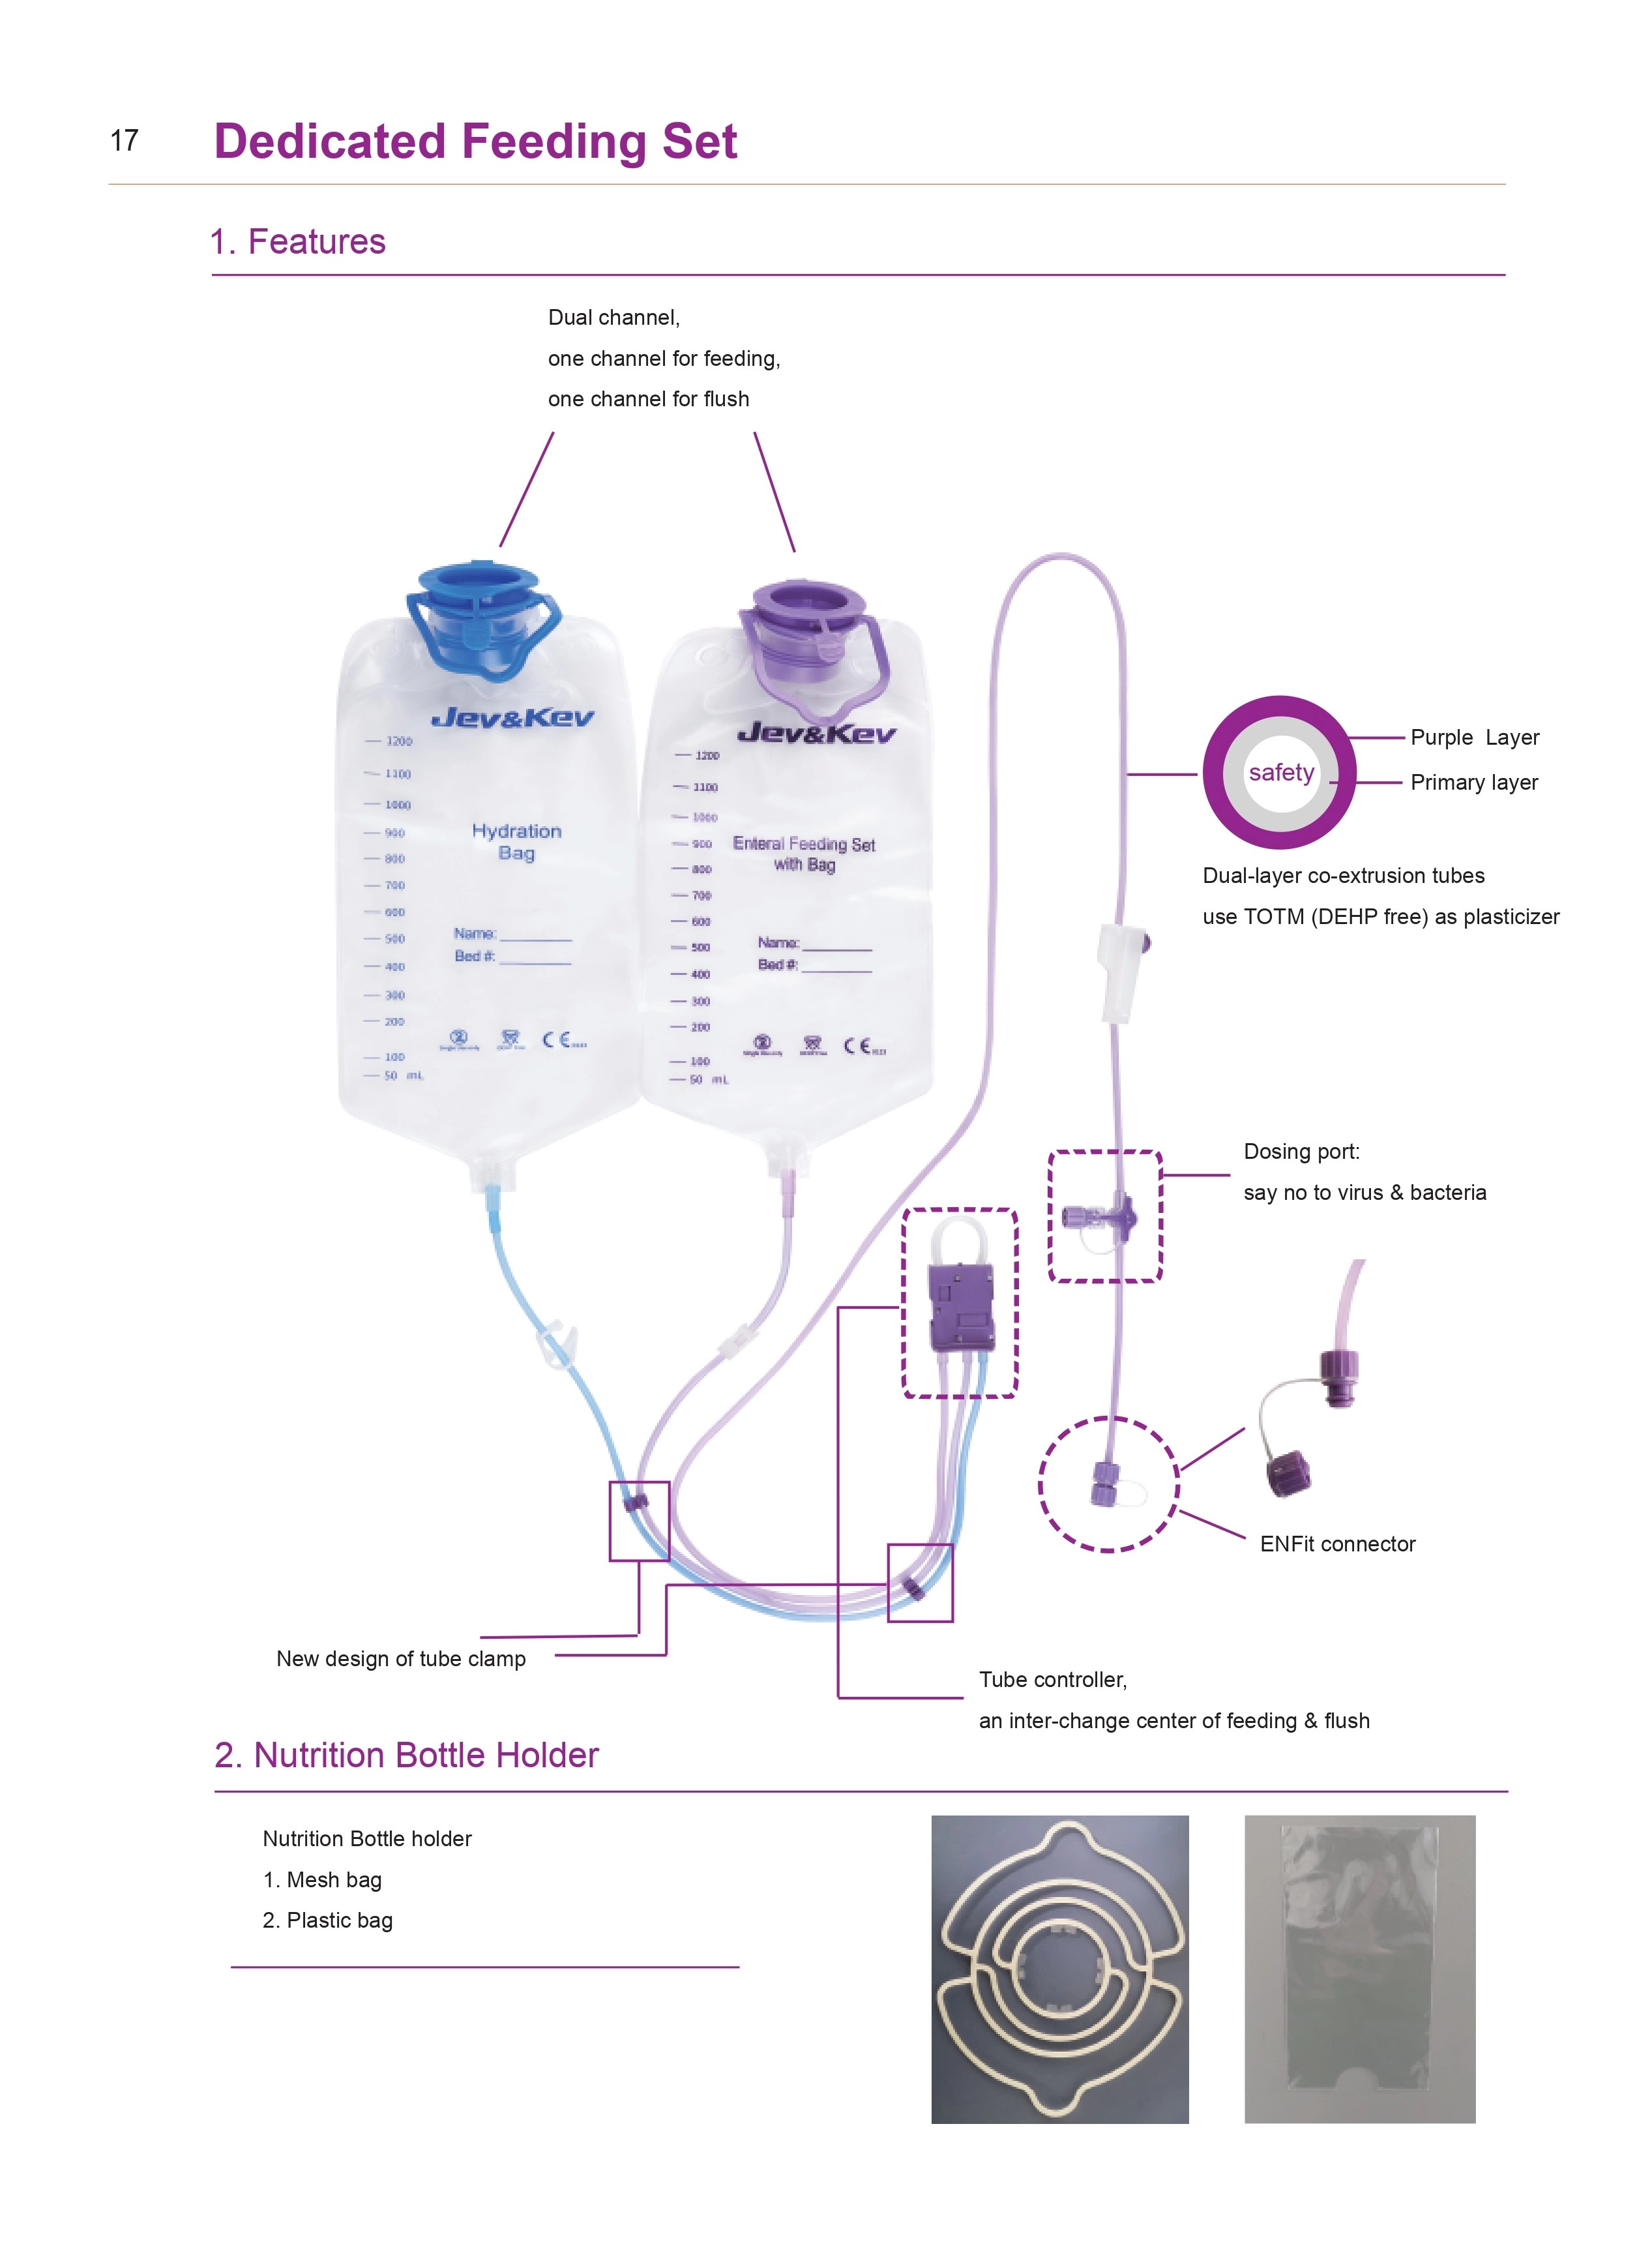 17
Dedicated Feeding Set
1. Features
Dual channel,
one channel for feeding,
one channel for flush
Jev&Kev
1200
1100
1000
900
800
700
600
500
400
300
200
100
50 mL
Hydration
Bag
Name:
Bed #:
CE
Jev&Kev
1200
1100
1000
900
800
700
600
500
400
300
200
100
50 mL
Enteral Feeding Set
with Bag
Name:
Bed #:
CE
safety
Purple Layer
Primary layer
Dual-layer co-extrusion tubes
use TOTM (DEHP free) as plasticizer
Dosing port:
say no to virus & bacteria
ENFit connector
New design of tube clamp
Tube controller,
an inter-change center of feeding & flush
2. Nutrition Bottle Holder
Nutrition Bottle holder
1. Mesh bag
2. Plastic bag